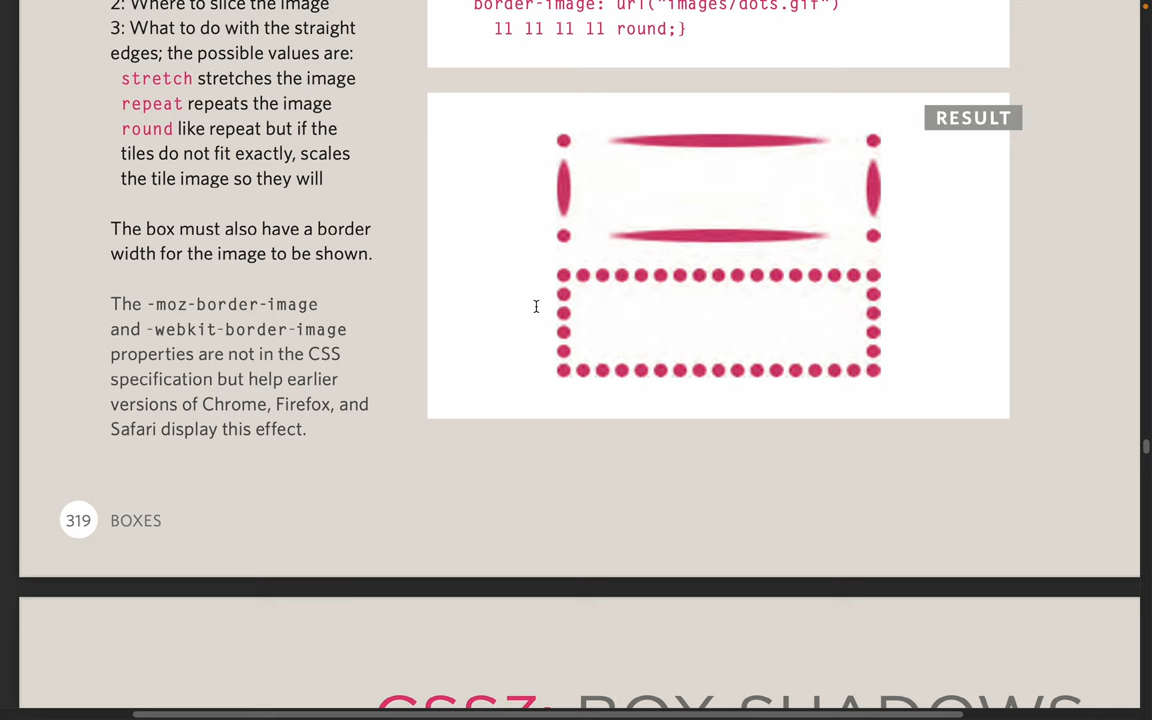 2: Where to slice the image
3: What to do with the straight
edges; the possible values are:
stretch stretches the image
repeat repeats the image
round like repeat but if the
tiles do not fit exactly, scales
the tile image so they will
The box must also have a border
width for the image to be shown.
The -moz-border-image
and -webkit-border-image
properties are not in the CSS
specification but help earlier
versions of Chrome, Firefox, and
Safari display this effect.
border-image: url("images/dots.gif")
11 11 11 11 round;}
RESULT
319 BOXES
CSS3: BOX SHADOWS